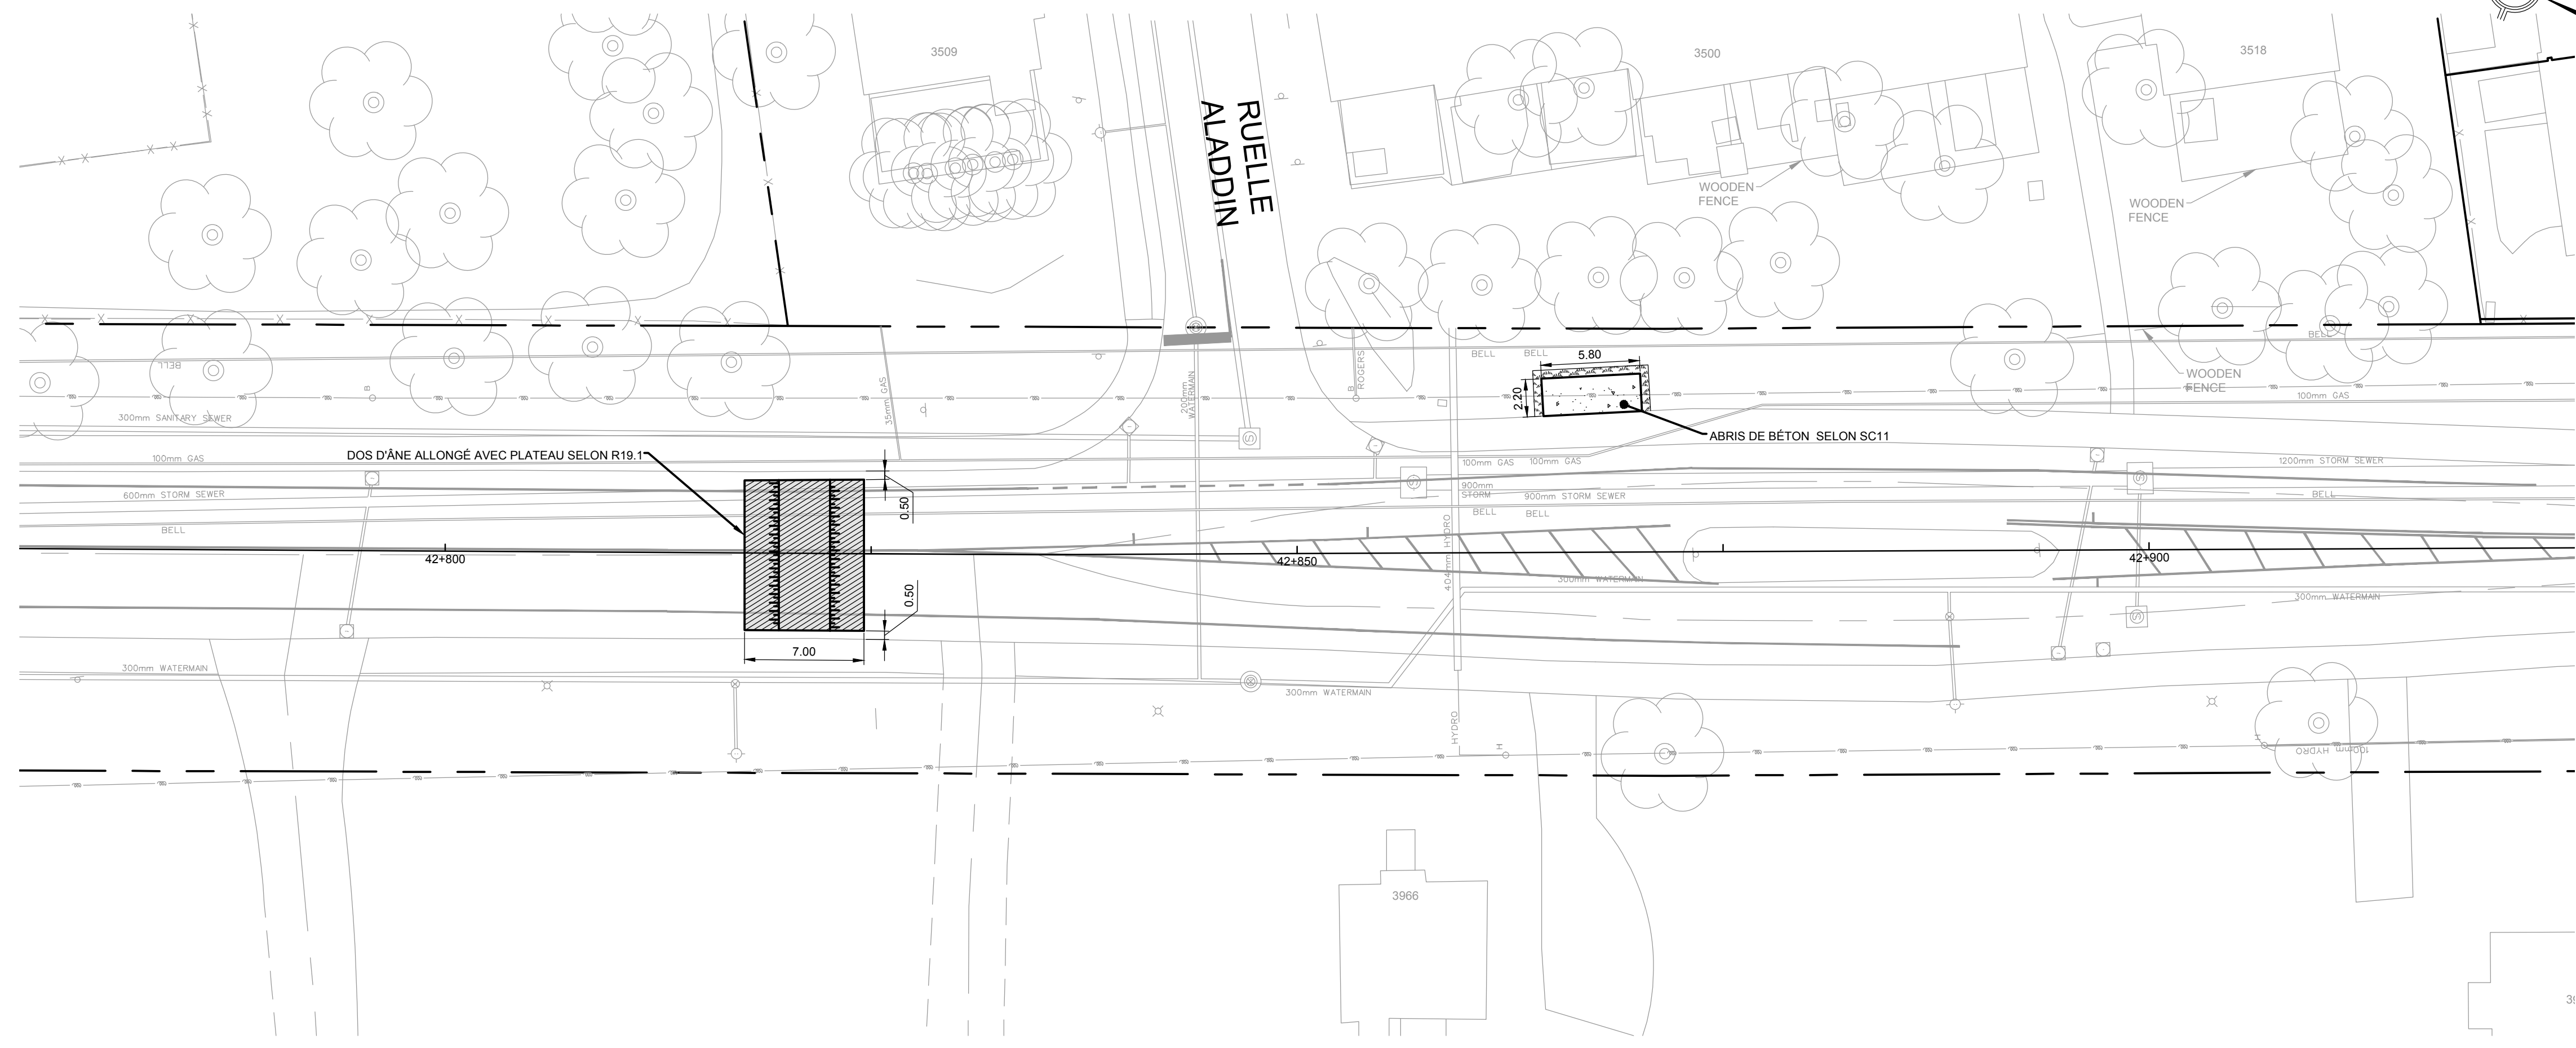 3509
3500
3518
RUELLE
ALADDIN
WOODEN
FENCE
WOODEN
FENCE
WOODEN
FENCE
BELL
BELL
BELL
BELL
5.80
2.20
B
B
ROGERS
35mm GAS
200mm
WATERMAIN
300mm SANITARY SEWER
100mm GAS
ABRIS DE BÉTON SELON SC11
DOS D'ÂNE ALLONGÉ AVEC PLATEAU SELON R19.1
100mm GAS
100mm GAS
100mm GAS
1200mm STORM SEWER
S
S
S
S
600mm STORM SEWER
900mm
STORM
900mm STORM SEWER
BELL
BELL
BELL
BELL
0.50
0.50
7.00
404mm HYDRO
42+800
42+850
42+900
300mm WATERMAIN
300mm WATERMAIN
300mm WATERMAIN
300mm WATERMAIN
HYDRO
H
H
100mm HYDRO
3966